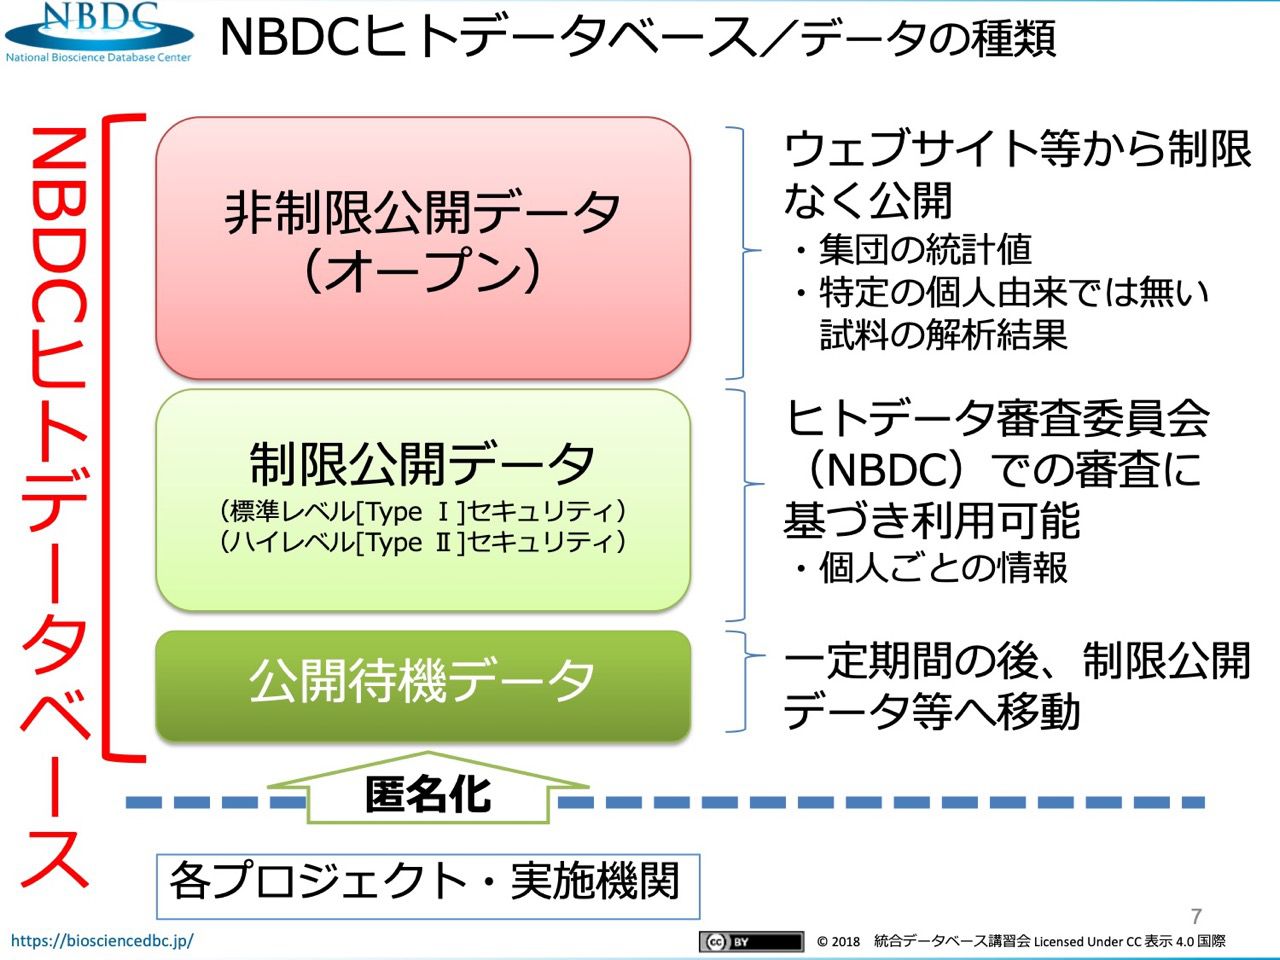 NBDC
National Bioscience Database Center
NBDCヒトデータベース／データの種類
NBDCヒトデータベース
非制限公開データ
（オープン）
ウェブサイト等から制限
なく公開
・集団の統計値
・特定の個人由来では無い
試料の解析結果
制限公開データ
（標準レベル[Type Ⅰ]セキュリティ）
（ハイレベル[Type Ⅱ]セキュリティ）
ヒトデータ審査委員会
（NBDC）での審査に
基づき利用可能
・個人ごとの情報
公開待機データ
一定期間の後、制限公開
データ等へ移動
匿名化
各プロジェクト・実施機関
7
https://biosciencedbc.jp/
cc BY
© 2018　統合データベース講習会 Licensed Under CC 表示 4.0 国際